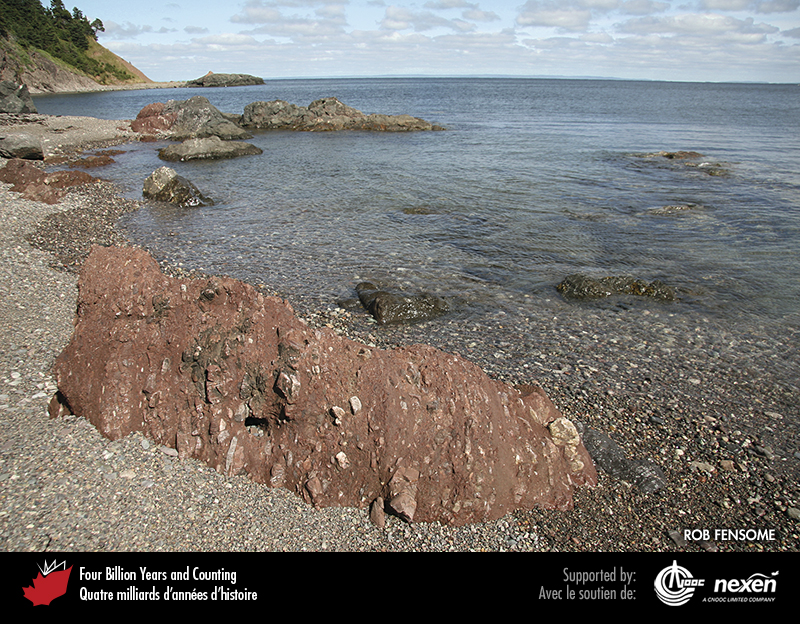 ROB FENSOME
Four Billion Years and Counting
Quatre milliards d'années d'histoire
Supported by:
Avec le soutien de:
CNOOC
nexen
A CNOOC LIMITED COMPANY